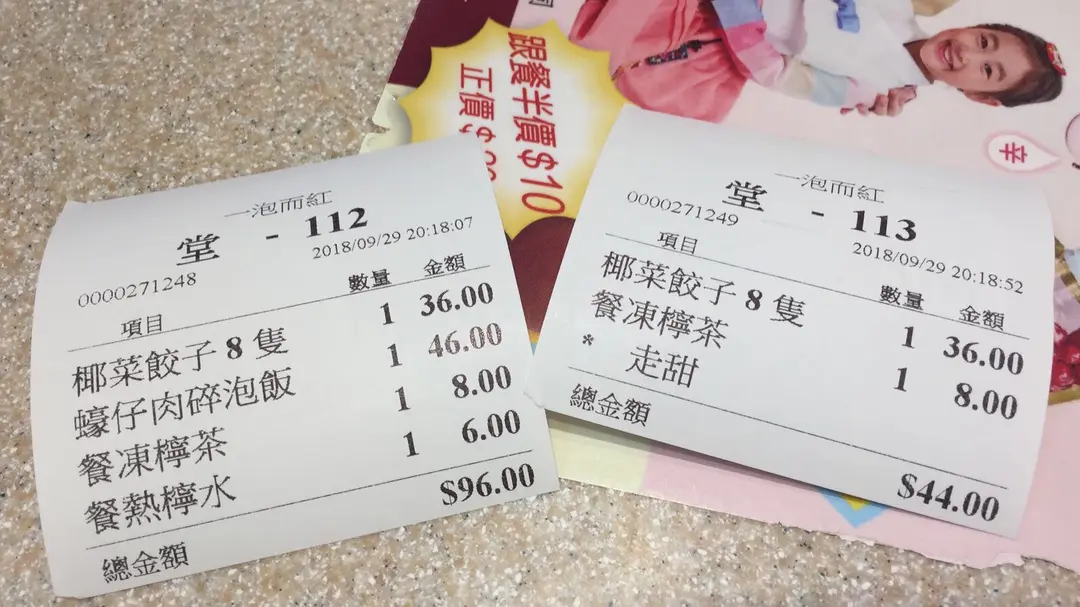 一泡而紅
堂 - 112
0000271248 2018/09/29 20:18:07
項目 數量 金額
椰菜餃子 8 隻 1 36.00
蠔仔肉碎泡飯 1 46.00
餐凍檸茶 1 8.00
餐熱檸水 1 6.00
總金額 $96.00
一泡而紅
堂 - 113
0000271249 2018/09/29 20:18:52
項目 數量 金額
椰菜餃子 8 隻 1 36.00
餐凍檸茶 1 8.00
* 走甜
總金額 $44.00
跟餐半價$10
正價$
辛